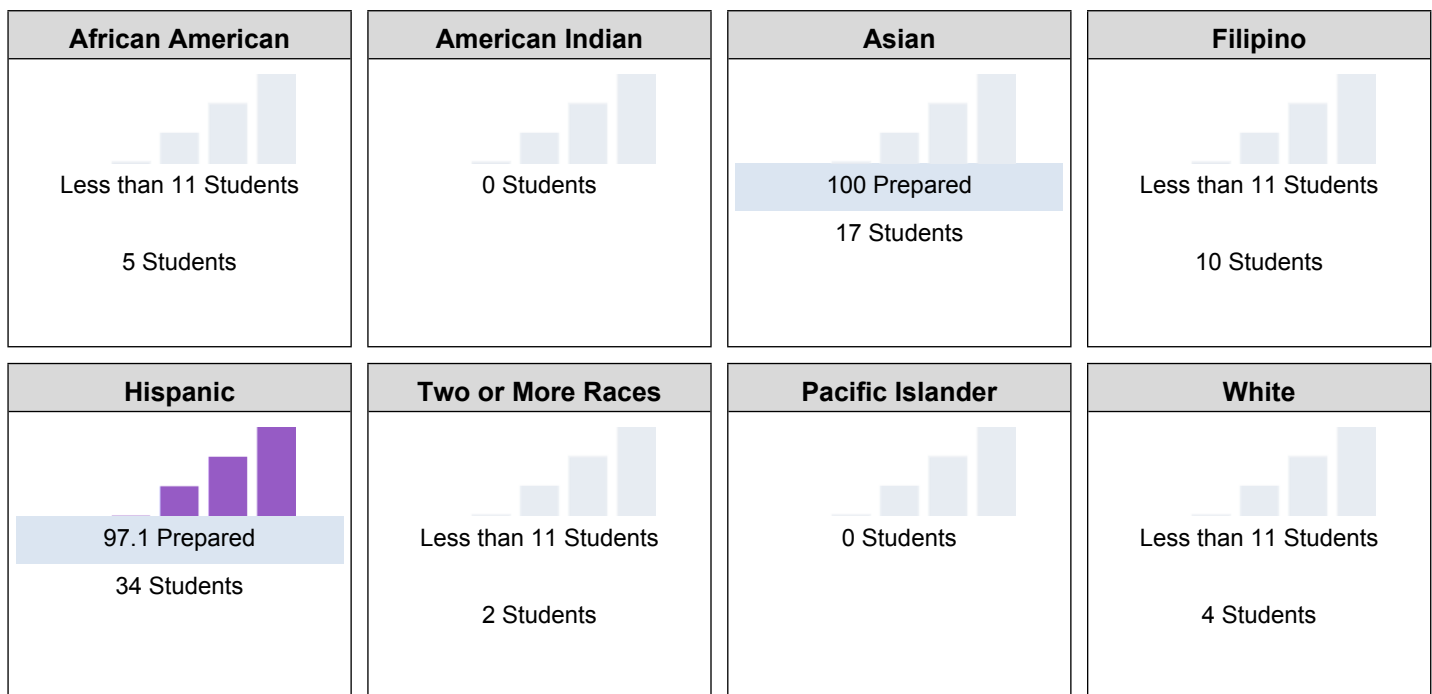 African American
Less than 11 Students
5 Students
American Indian
0 Students
Asian
100 Prepared
17 Students
Filipino
Less than 11 Students
10 Students
Hispanic
97.1 Prepared
34 Students
Two or More Races
Less than 11 Students
2 Students
Pacific Islander
0 Students
White
Less than 11 Students
4 Students